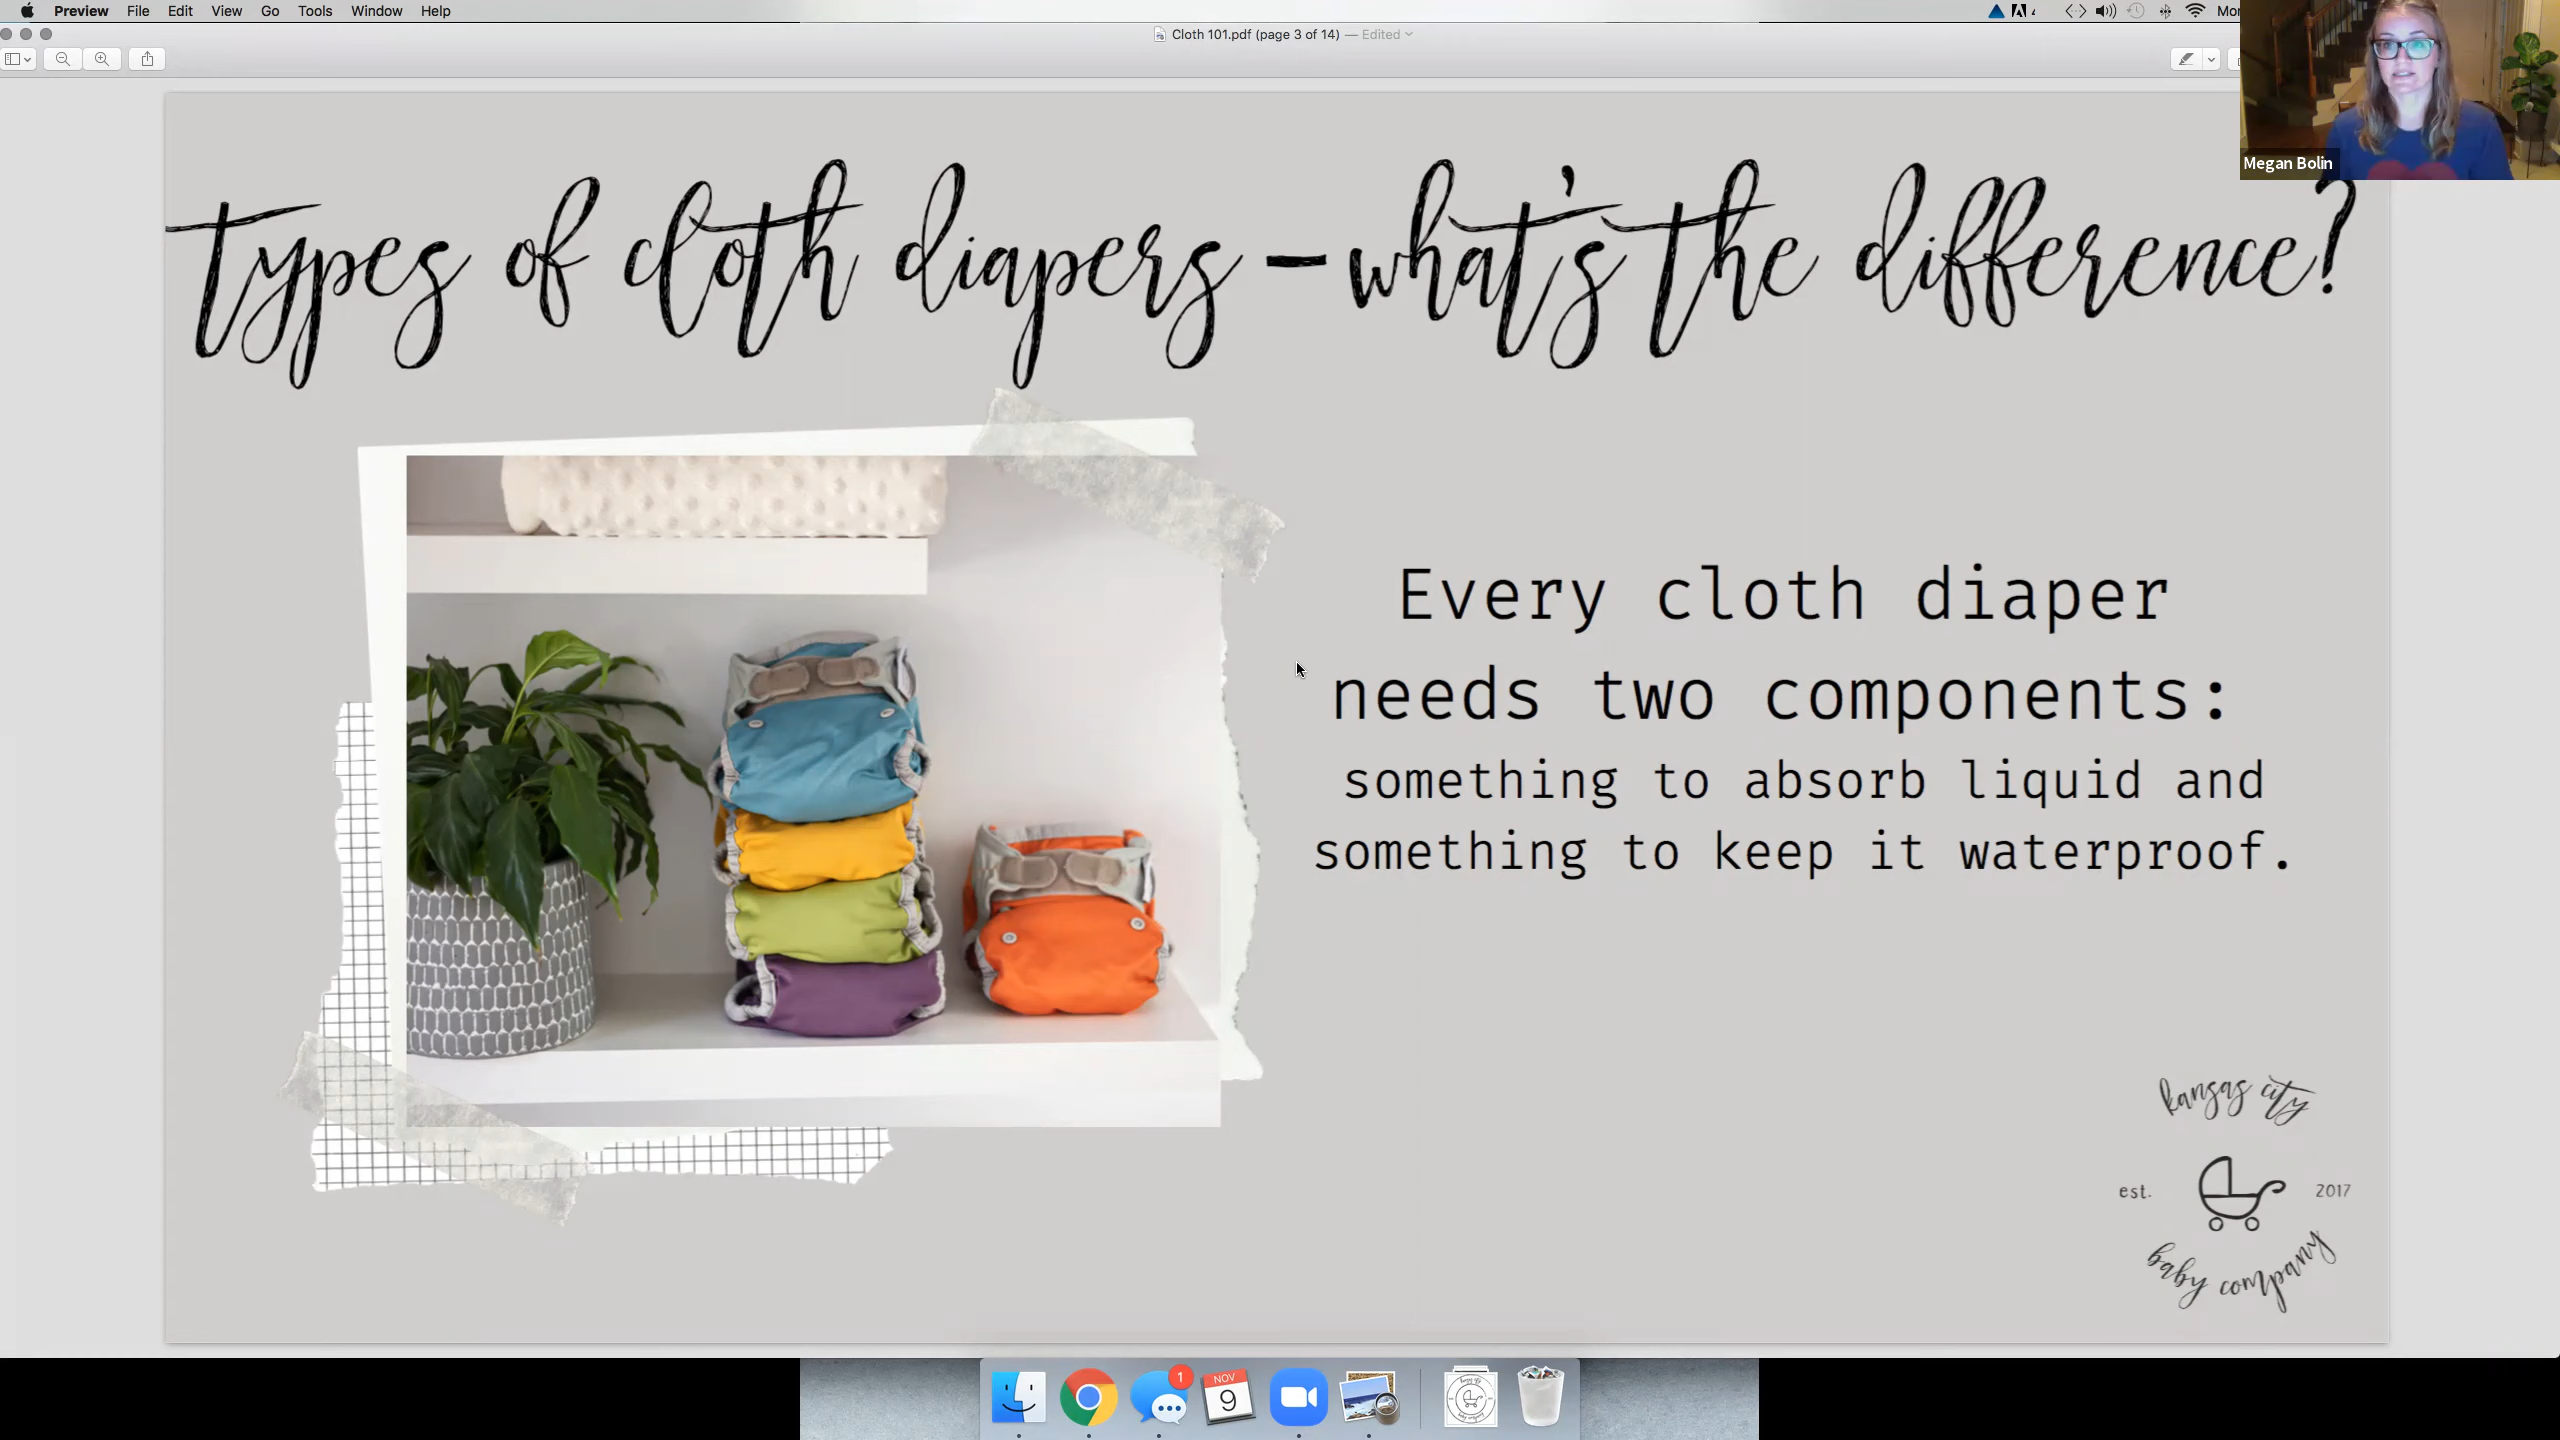 Preview File Edit View Go Tools Window Help
Cloth 101.pdf (page 3 of 14) — Edited
Megan Bolin
Types of cloth diapers - what's the difference?
Every cloth diaper
needs two components:
something to absorb liquid and
something to keep it waterproof.
kansas city
est. 2017
baby company
1
NOV
9